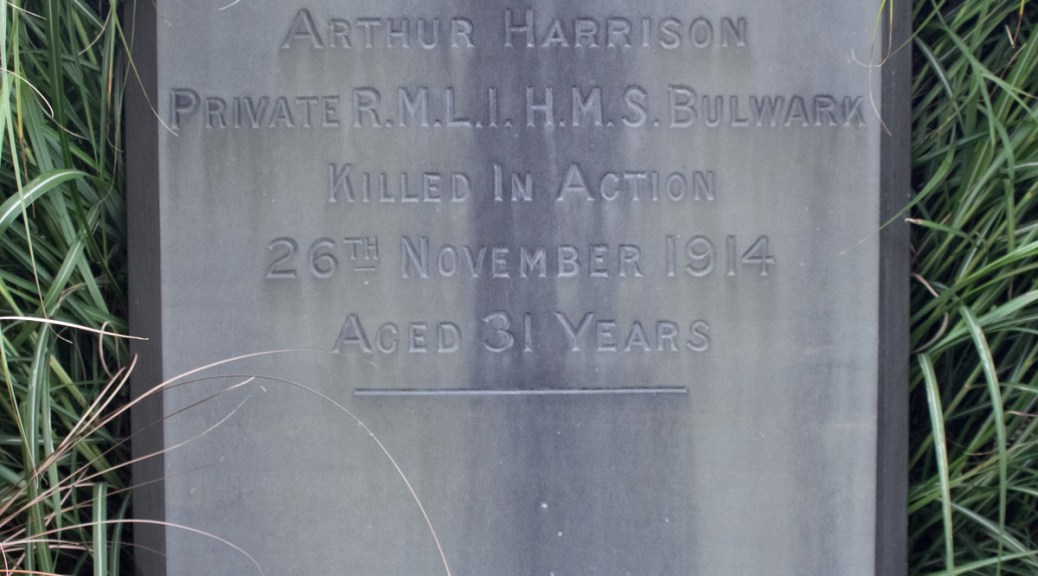 Arthur Harrison
Private R.M.L.I. H.M.S. Bulwark
Killed In Action
26TH November 1914
Aged 31 Years